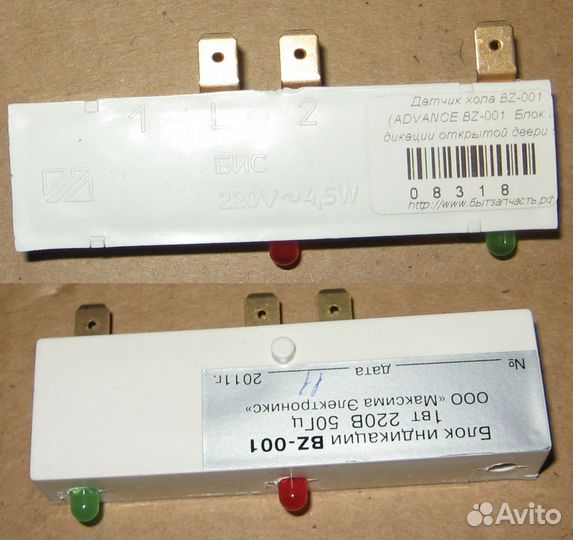 1 L 2
БИС
220V~4,5W
Датчик хола BZ-001
(ADVANCE BZ-001. Блок
дикации открытой двери
08318
http://www.бытзапчасть.рф
Блок индикации BZ-001
1вт 220В 50Гц
ООО «Максима Электроникс»
№ дата 11 2011г.
Avito